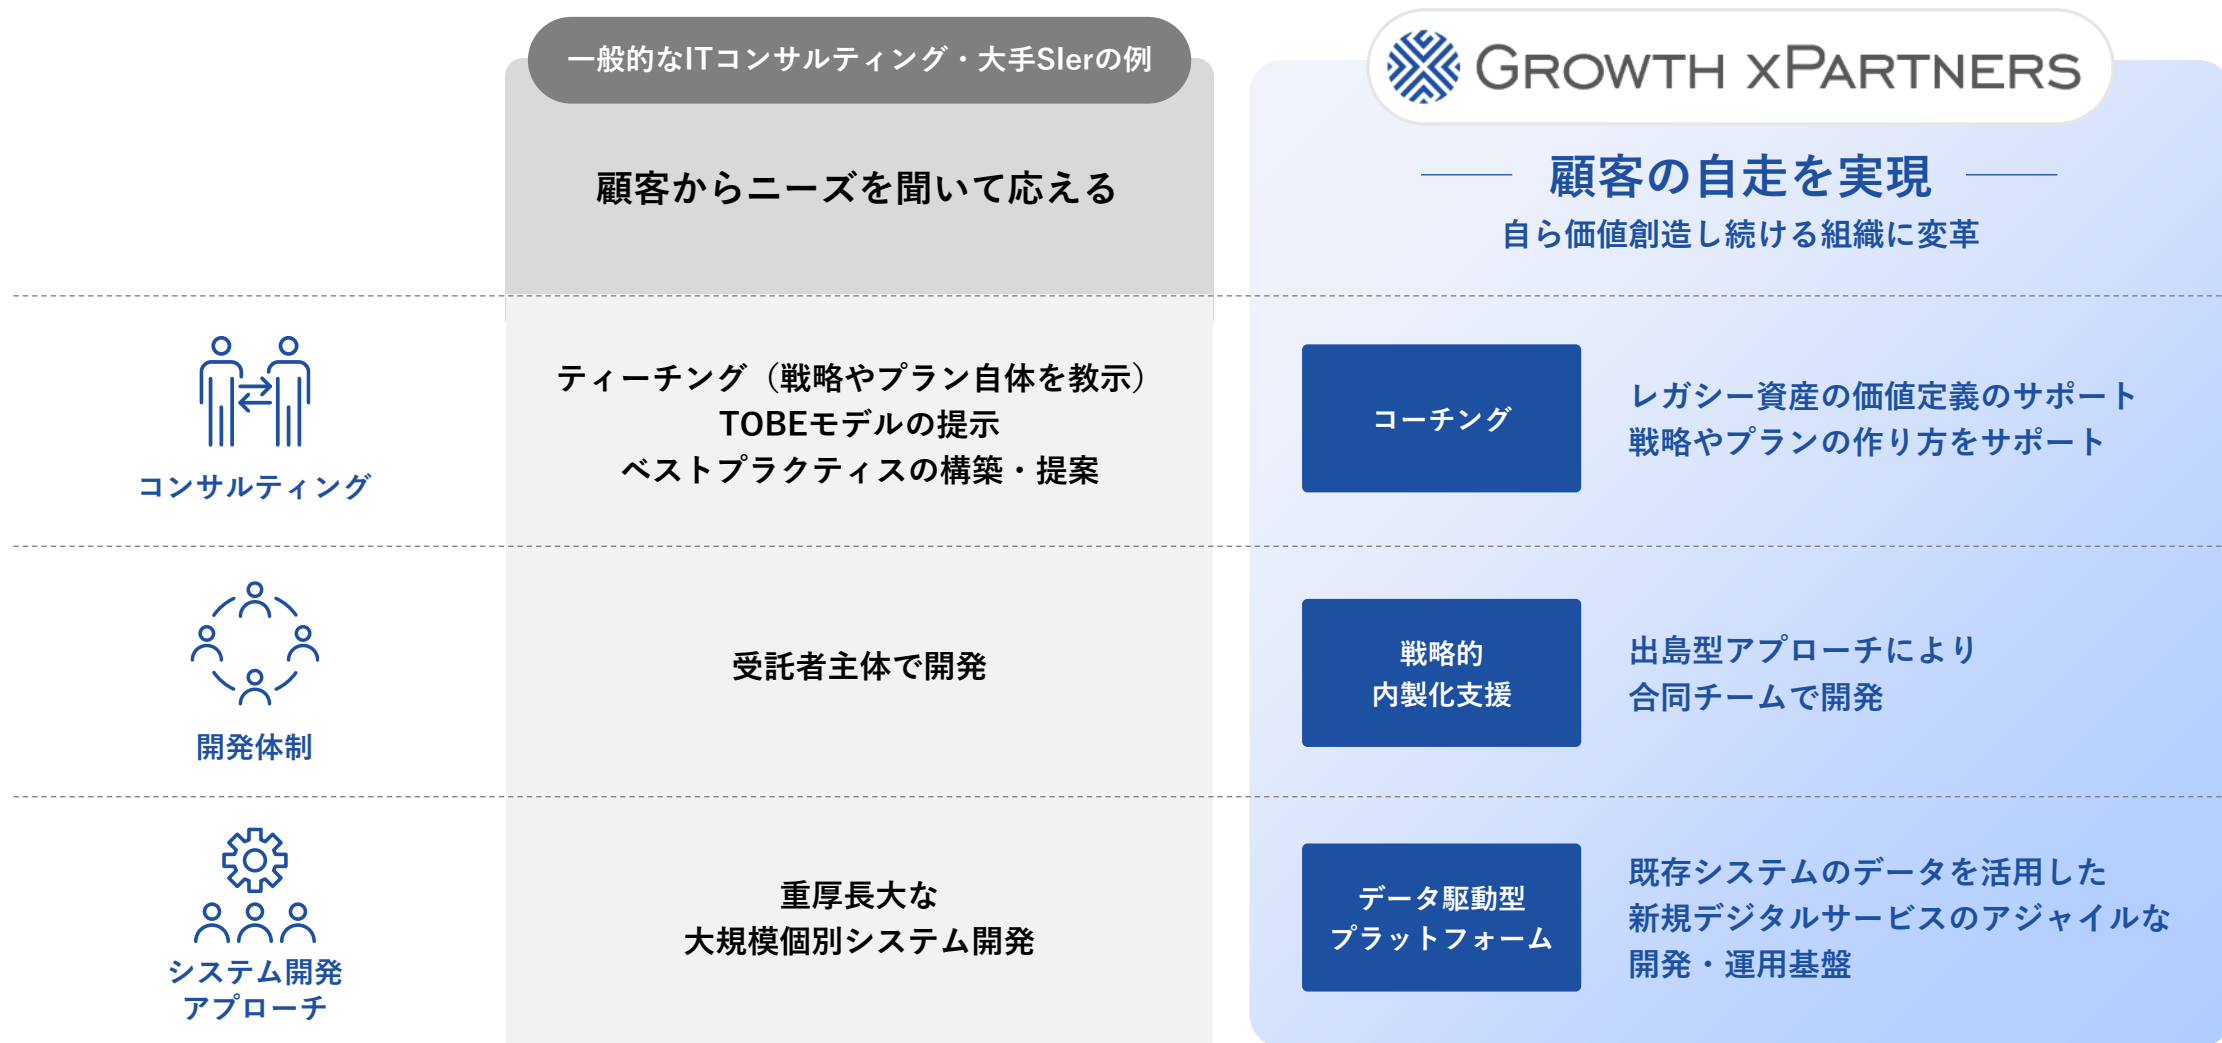 一般的なITコンサルティング・大手SIerの例
GROWTH XPARTNERS
顧客からニーズを聞いて応える
顧客の自走を実現
自ら価値創造し続ける組織に変革
コンサルティング
ティーチング（戦略やプラン自体を教示）
TOBEモデルの提示
ベストプラクティスの構築・提案
コーチング
レガシー資産の価値定義のサポート
戦略やプランの作り方をサポート
開発体制
受託者主体で開発
戦略的
内製化支援
出島型アプローチにより
合同チームで開発
システム開発
アプローチ
重厚長大な
大規模個別システム開発
データ駆動型
プラットフォーム
既存システムのデータを活用した
新規デジタルサービスのアジャイルな
開発・運用基盤